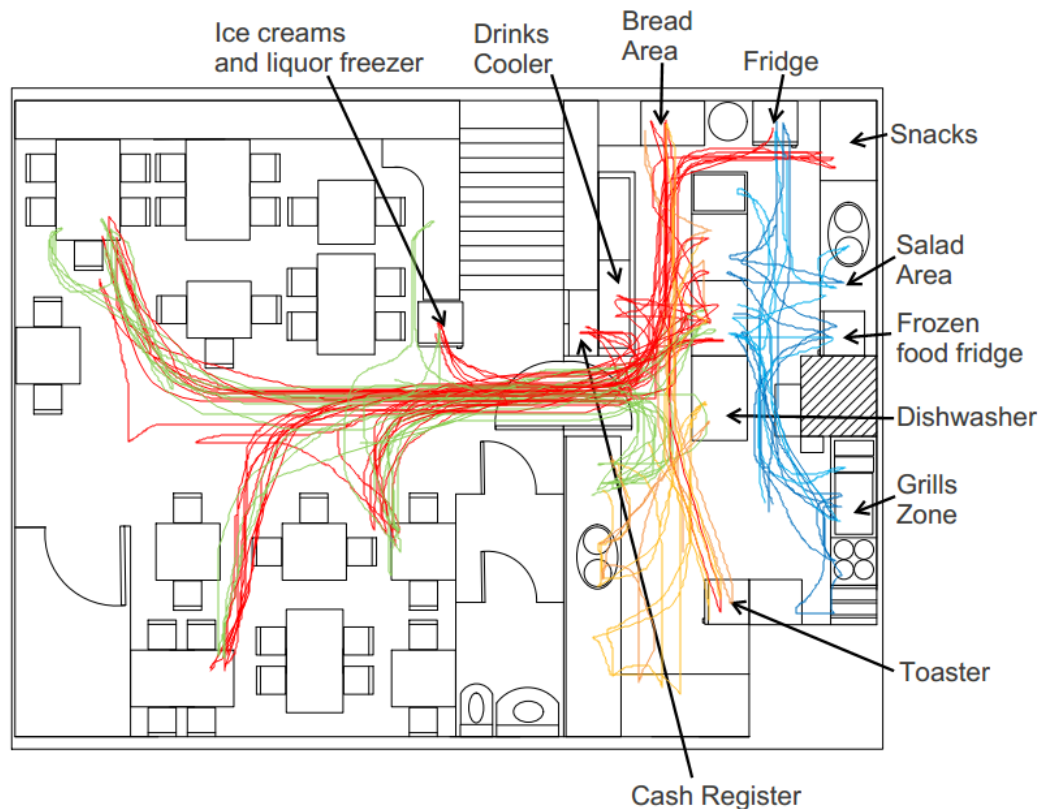 Ice creams
and liquor freezer
Drinks
Cooler
Bread
Area
Fridge
Snacks
Salad
Area
Frozen
food fridge
Dishwasher
Grills
Zone
Toaster
Cash Register